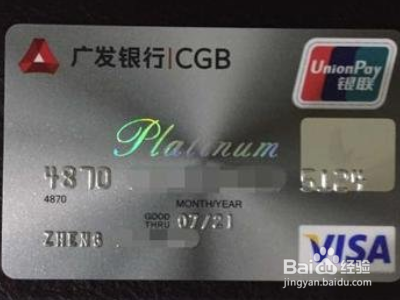 广发银行|CGB
UnionPay
银联
Platinum
4870 5124
4870
MONTH/YEAR
GOOD THRU 07/21
ZHENG
VISA
Baidu经验
jingyan.baidu.com